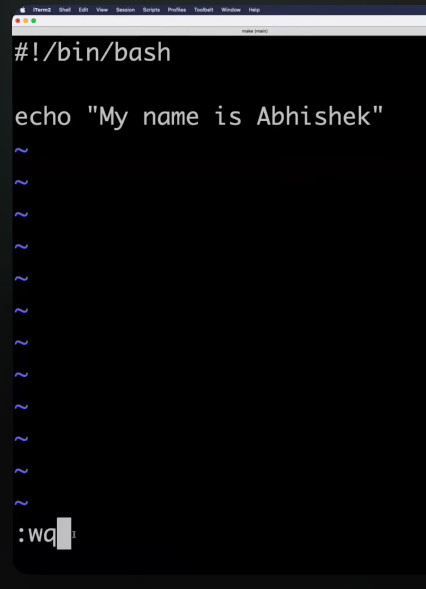 iTerm2 Shell Edit View Session Scripts Profiles Toolbelt Window Help
make (main)
#!/bin/bash
echo "My name is Abhishek"
~
~
~
~
~
~
~
~
~
~
~
~
:wq